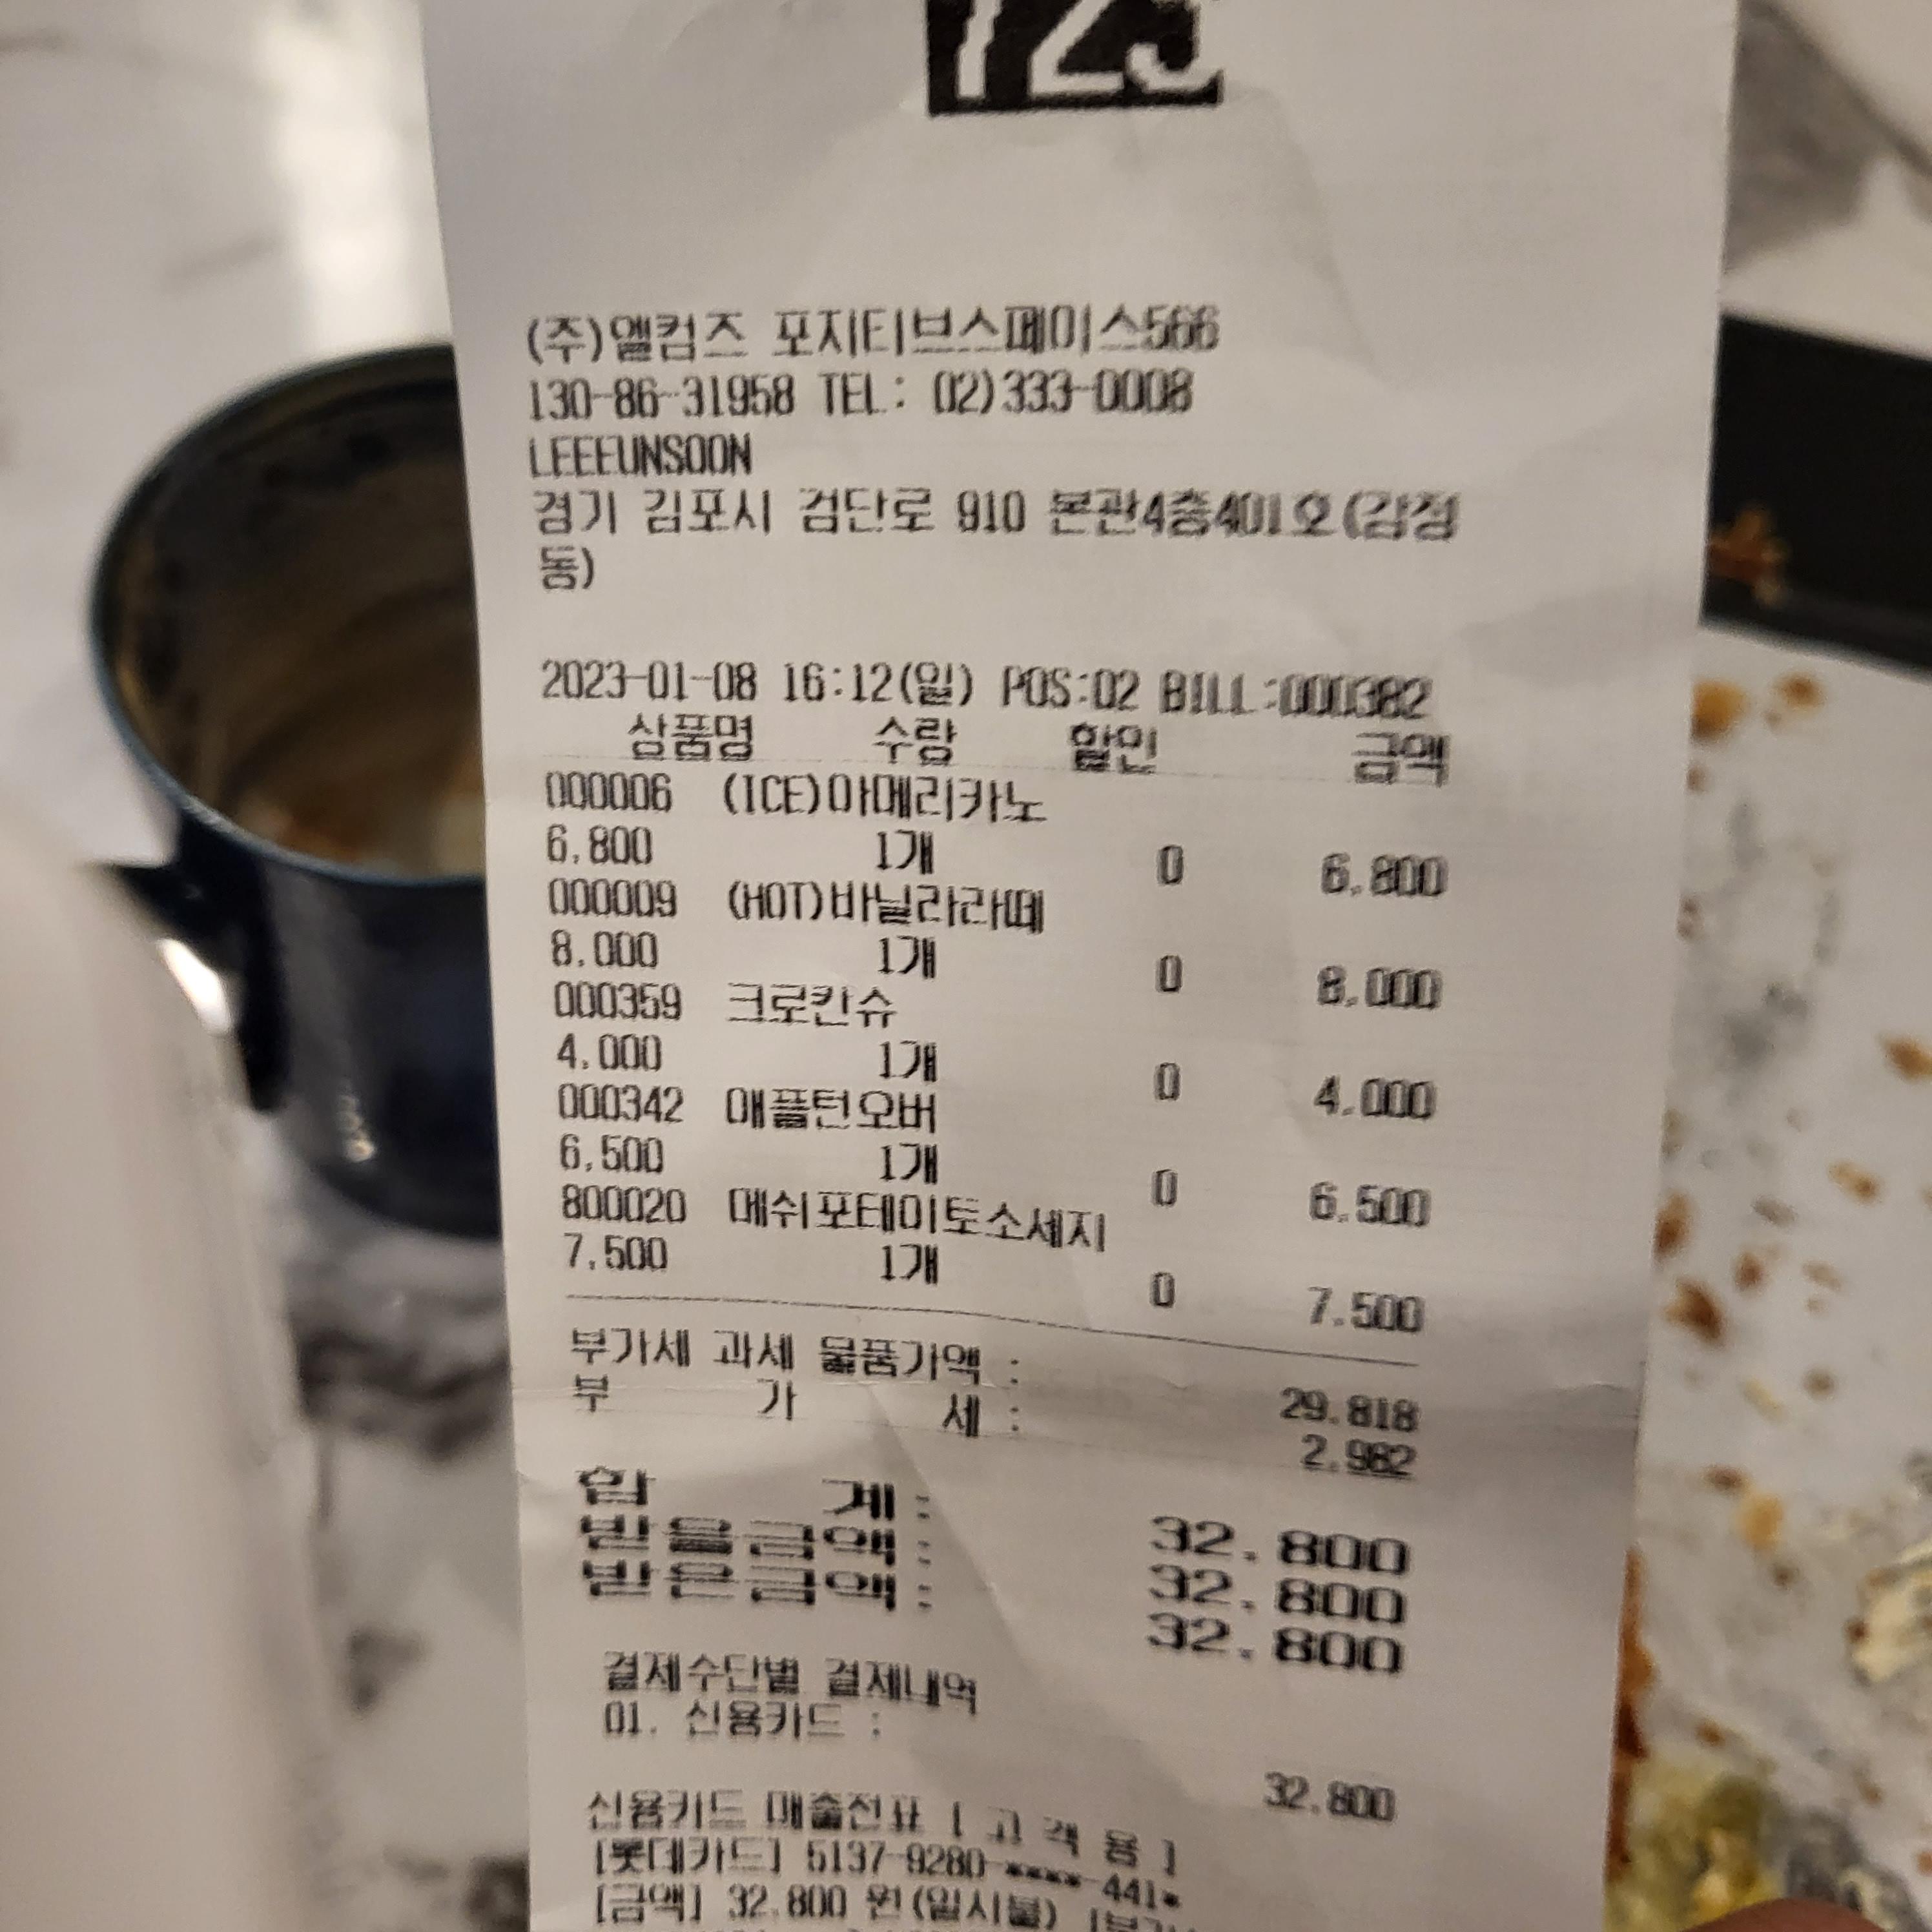 123
(주)엘컴즈 포지티브스페이스566
130-86-31958 TEL: 02)333-0008
LEEEUNSOON
경기 김포시 검단로 910 본관4층401호(감정
동)
2023-01-08 16:12(일) POS:02 BILL:000382
상품명 수량 할인 금액
000006 (ICE)아메리카노
6,800 1개 0 6,800
000009 (HOT)바닐라라떼
8,000 1개 0 8,000
000359 크로칸슈
4,000 1개 0 4,000
000342 애플턴오버
6,500 1개 0 6,500
800020 메쉬포테이토소세지
7,500 1개 0 7,500
부가세 과세 물품가액 : 29,818
부 가 세 : 2,982
합 계: 32,800
받을금액: 32,800
받은금액: 32,800
결제수단별 결제내역
01. 신용카드 : 32,800
신용카드 매출전표 [ 고 객 용 ]
[롯데카드] 5137-9280-****-441*
[금액] 32,800 원(일시불)